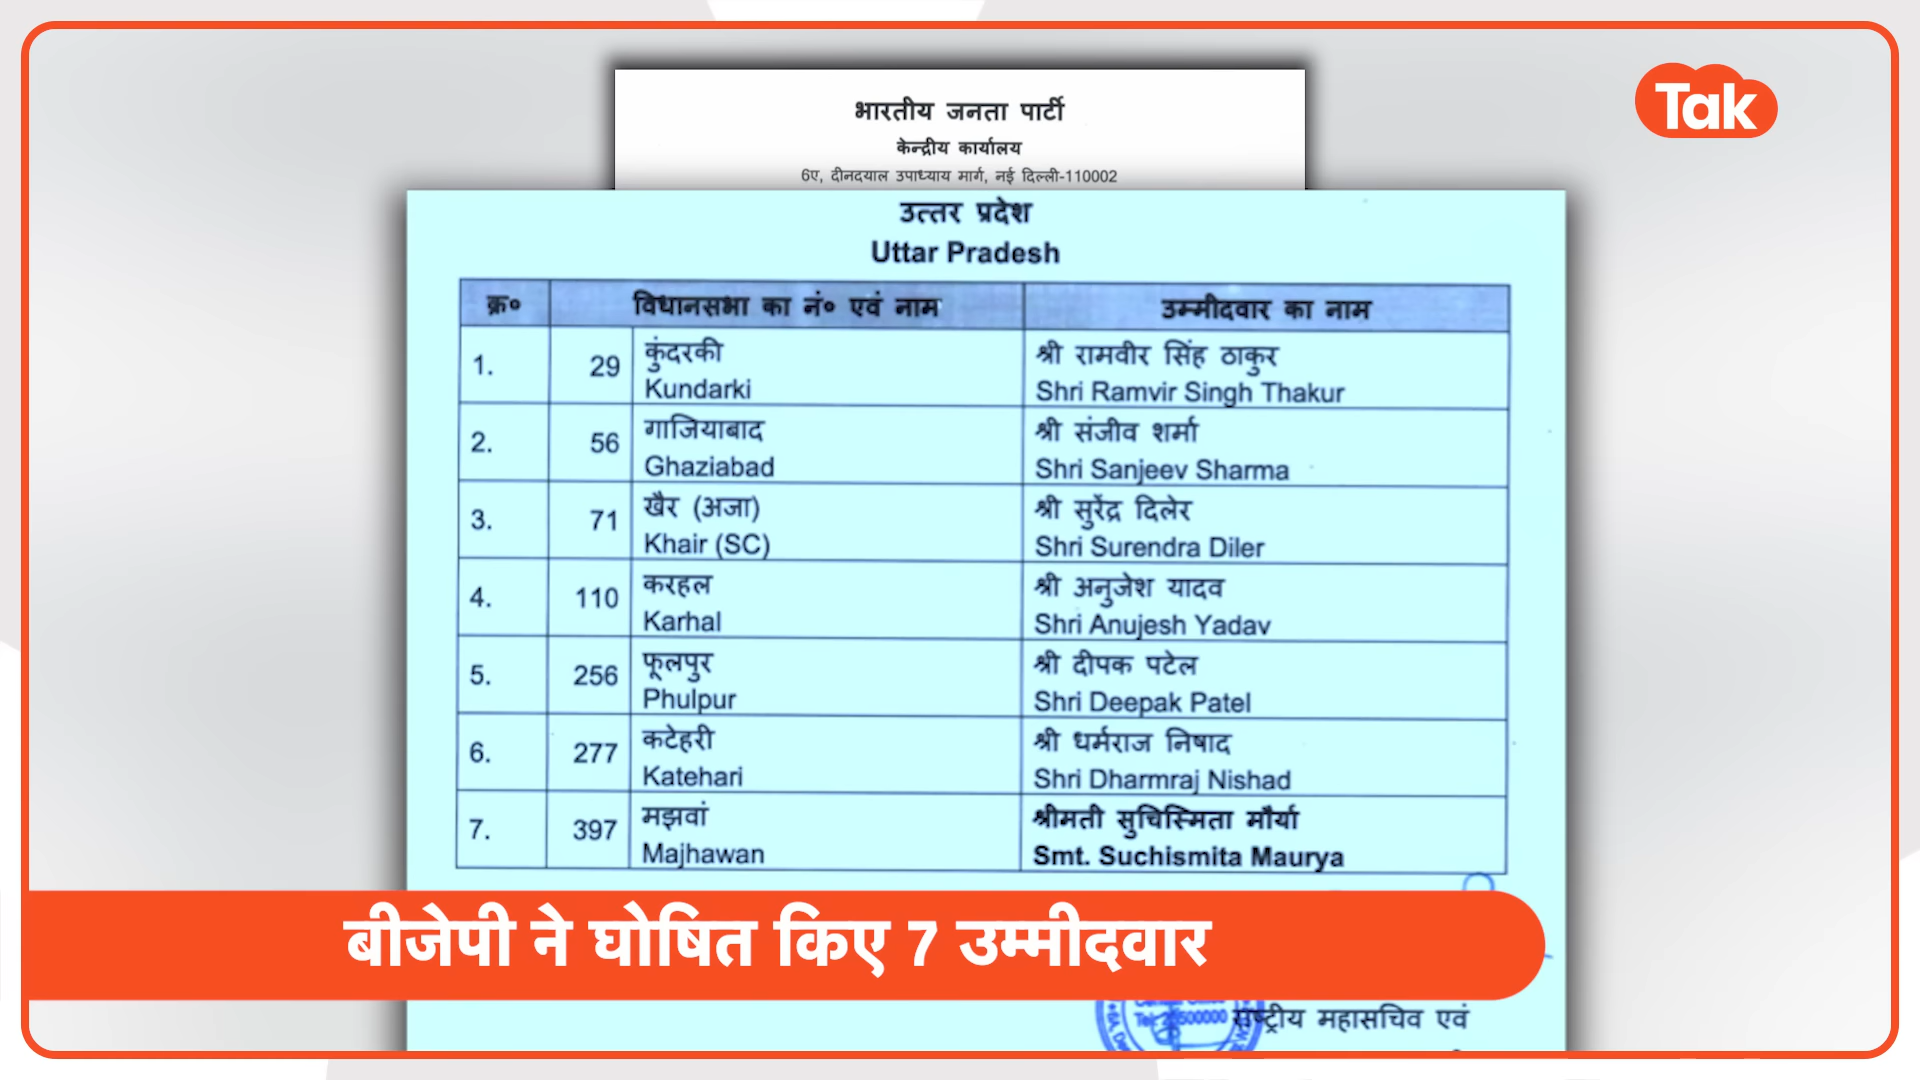 Tak
भारतीय जनता पार्टी
केन्द्रीय कार्यालय
6ए, दीनदयाल उपाध्याय मार्ग, नई दिल्ली-110002
उत्तर प्रदेश
Uttar Pradesh
क्र० विधानसभा का नं० एवं नाम उम्मीदवार का नाम
1. 29 कुंदरकी श्री रामवीर सिंह ठाकुर
Kundarki Shri Ramvir Singh Thakur
2. 56 गाजियाबाद श्री संजीव शर्मा
Ghaziabad Shri Sanjeev Sharma
3. 71 खैर (अजा) श्री सुरेंद्र दिलेर
Khair (SC) Shri Surendra Diler
4. 110 करहल श्री अनुजेश यादव
Karhal Shri Anujesh Yadav
5. 256 फूलपुर श्री दीपक पटेल
Phulpur Shri Deepak Patel
6. 277 कटेहरी श्री धर्मराज निषाद
Katehari Shri Dharmraj Nishad
7. 397 मझवां श्रीमती सुचिस्मिता मौर्या
Majhawan Smt. Suchismita Maurya
बीजेपी ने घोषित किए 7 उम्मीदवार
राष्ट्रीय महासचिव एवं